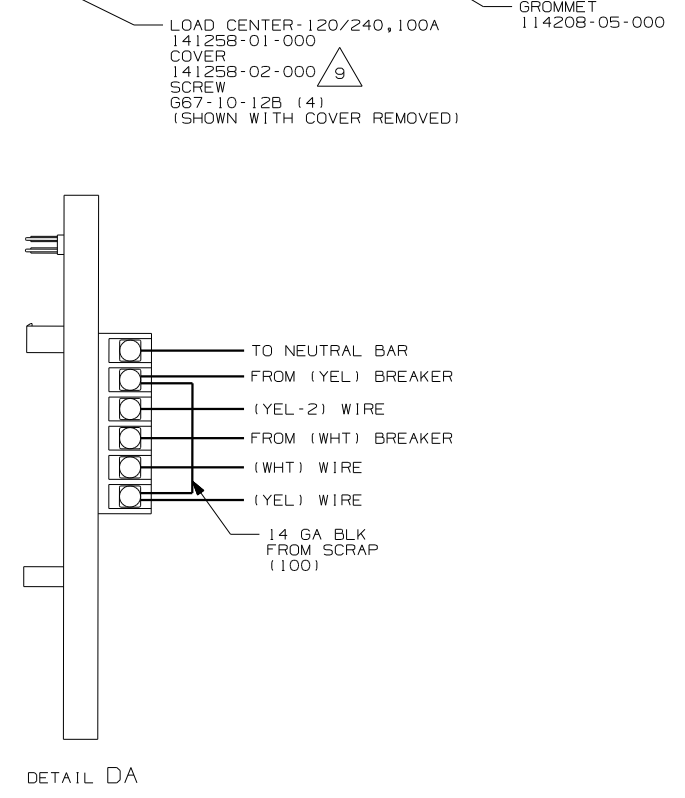 LOAD CENTER-120/240,100A
141258-01-000
COVER
141258-02-000
9
SCREW
G67-10-12B (4)
(SHOWN WITH COVER REMOVED)
GROMMET
114208-05-000
TO NEUTRAL BAR
FROM (YEL) BREAKER
(YEL-2) WIRE
FROM (WHT) BREAKER
(WHT) WIRE
(YEL) WIRE
14 GA BLK
FROM SCRAP
(100)
DETAIL DA